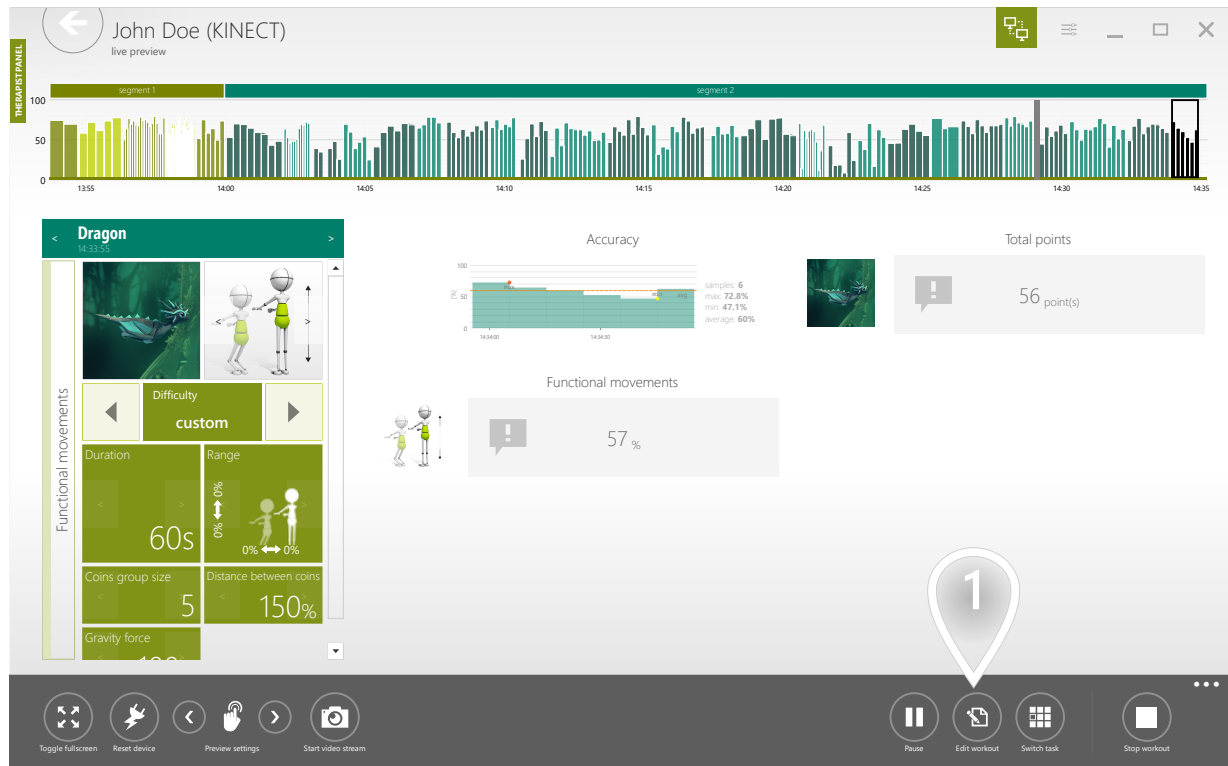 John Doe (KINECT)
live preview
THERAPIST PANEL
segment 1
segment 2
100
50
0
13:55
14:00
14:05
14:10
14:15
14:20
14:25
14:30
14:35
< Dragon >
14:33:55
Functional movements
< >
Difficulty
custom
Duration
< >
60s
Range
< >
0% 0%
0% 0%
Coins group size
<
5
Distance between coins
<
150%
Gravity force
Accuracy
100
(%)
50
0
max
min
avg
14:34:00
14:34:30
samples: 6
max: 72.8%
min: 47.1%
average: 60%
Functional movements
57 %
Total points
56 point(s)
1
Toggle fullscreen
Reset device
Preview settings
Start video stream
Pause
Edit workout
Switch task
Stop workout